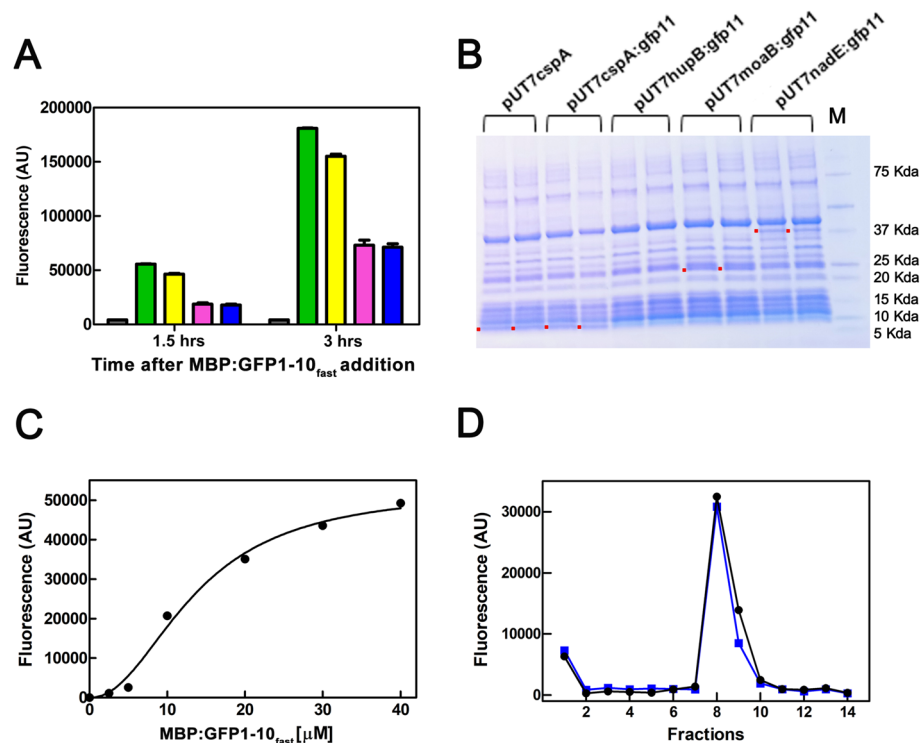 A
Fluorescence (AU)
200000
150000
100000
50000
0
1.5 hrs
3 hrs
Time after MBP:GFP1-10fast addition
B
pUT7cspA
pUT7cspA:gfp11
pUT7hupB:gfp11
pUT7moaB:gfp11
pUT7nadE:gfp11
M
75 Kda
37 Kda
25 Kda
20 Kda
15 Kda
10 Kda
5 Kda
C
Fluorescence (AU)
50000
40000
30000
20000
10000
0
0 10 20 30 40
MBP:GFP1-10fast [µM]
D
Fluorescence (AU)
30000
20000
10000
0
2 4 6 8 10 12 14
Fractions